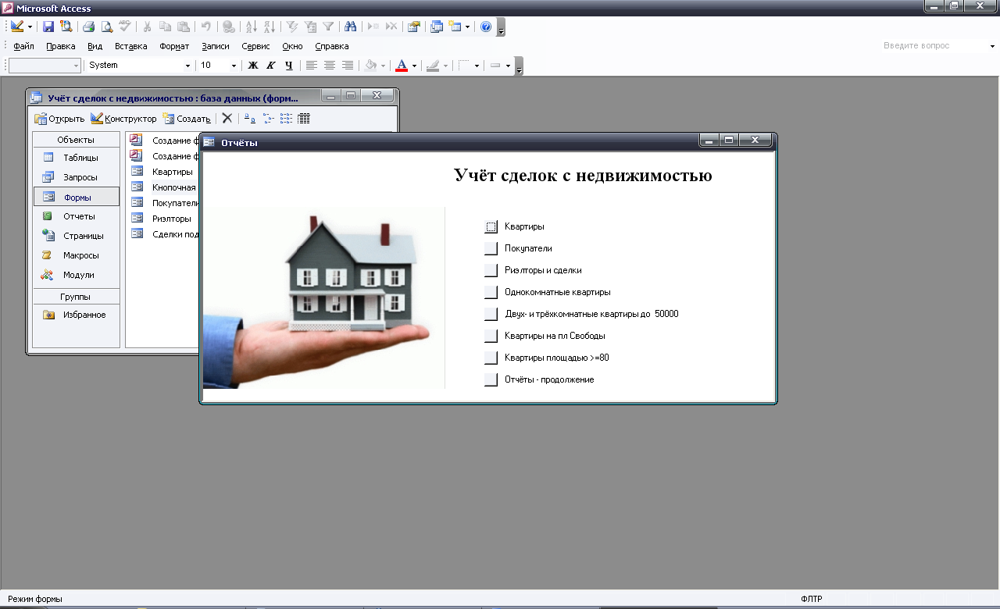 Microsoft Access
Файл Правка Вид Вставка Формат Записи Сервис Окно Справка
Введите вопрос
System 10 Ж К Ч А
Учёт сделок с недвижимостью : база данных (форм...
Открыть Конструктор Создать
Объекты
Таблицы
Запросы
Формы
Отчеты
Страницы
Макросы
Модули
Группы
Избранное
Создание ф
Создание ф
Квартиры
Кнопочная
Покупатели
Риэлторы
Сделки под
Отчёты
Учёт сделок с недвижимостью
Квартиры
Покупатели
Риэлторы и сделки
Однокомнатные квартиры
Двух- и трёхкомнатные квартиры до 50000
Квартиры на пл Свободы
Квартиры площадью >=80
Отчёты - продолжение
Режим формы
ФЛТР